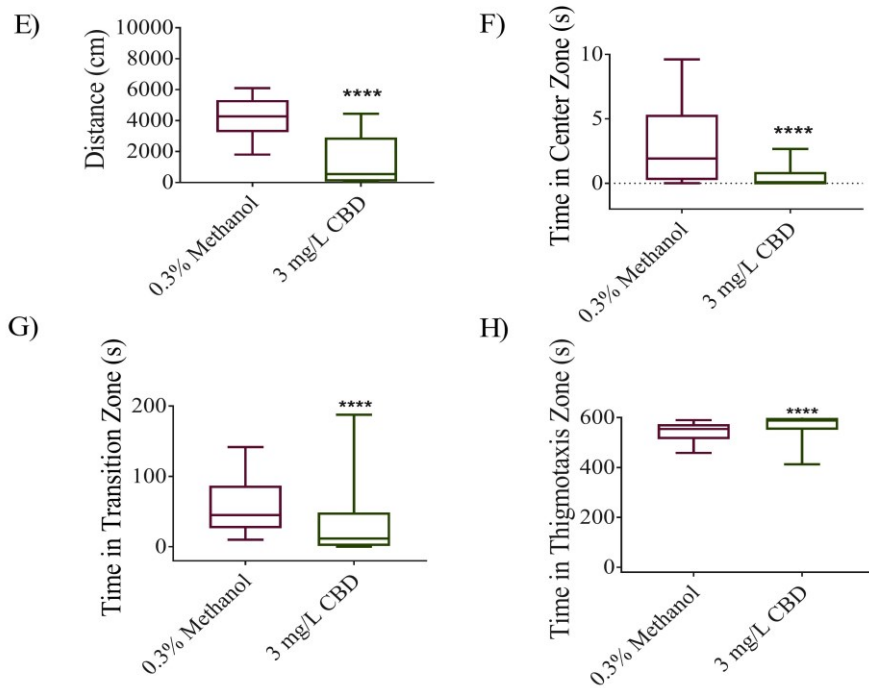 E)
Distance (cm)
10000
8000
6000
4000
2000
0
****
0.3% Methanol
3 mg/L CBD
F)
Time in Center Zone (s)
10
5
0
****
0.3% Methanol
3 mg/L CBD
G)
Time in Transition Zone (s)
200
100
0
****
0.3% Methanol
3 mg/L CBD
H)
Time in Thigmotaxis Zone (s)
600
400
200
0
****
0.3% Methanol
3 mg/L CBD